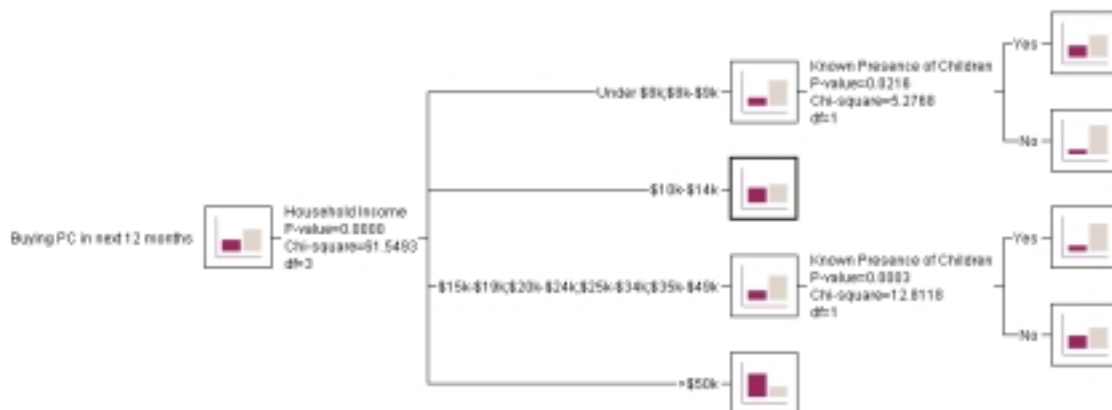 Buying PC in next 12 months
Household Income
P-value=0.0000
Chi-square=81.5493
df=3
Under $8k;$8k-$9k
Known Presence of Children
P-value=0.0216
Chi-square=5.2768
df=1
Yes
No
$10k-$14k
$15k-$19k;$20k-$24k;$25k-$34k;$35k-$49k
Known Presence of Children
P-value=0.0003
Chi-square=12.8118
df=1
Yes
No
>$50k